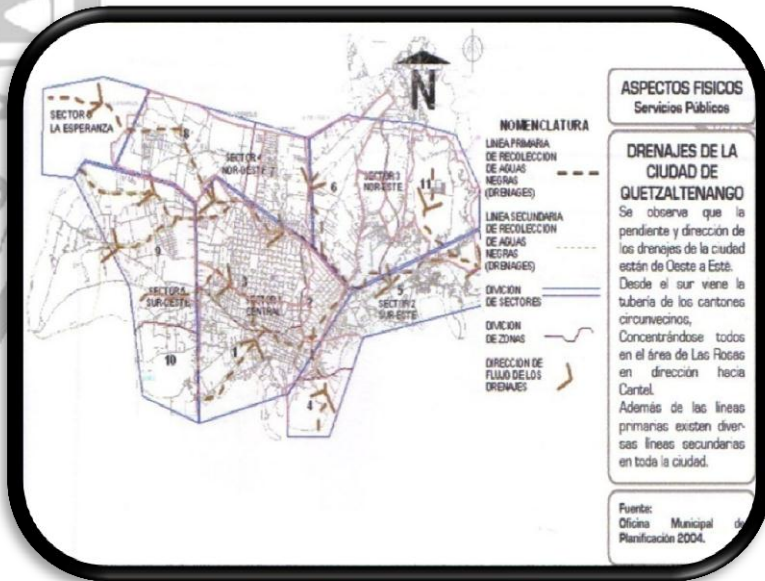 N
NOMENCLATURA
LINEA PRIMARIA
DE RECOLECCION
DE AGUAS
NEGRAS
(DRENAGES)
LINEA SECUNDARIA
DE RECOLECCION
DE AGUAS
NEGRAS
(DRENAGES)
DIVICION
DE SECTORES
DIVICION
DE ZONAS
DIRECCION DE
FLUJO DE LOS
DRENAJES
SECTOR 6
LA ESPERANZA
8
SECTOR 4
NOR-OESTE
6
SECTOR 3
NOR-ESTE
11
9
SECTOR 5
SUR-OESTE
3
SECTOR 1
CENTRAL
2
5
SECTOR 2
SUR-ESTE
10
1
4
ASPECTOS FISICOS
Servicios Públicos
DRENAJES DE LA
CIUDAD DE
QUETZALTENANGO
Se observa que la
pendiente y dirección de
los drenajes de la ciudad
están de Oeste a Esté.
Desde el sur viene la
tubería de los cantones
circunvecinos,
Concentrándose todos
en el área de Las Rosas
en dirección hacia
Cantel.
Además de las lineas
primarias existen diver-
sas líneas secundarias
en toda la ciudad.
Fuente:
Oficina Municipal de
Planificación 2004.